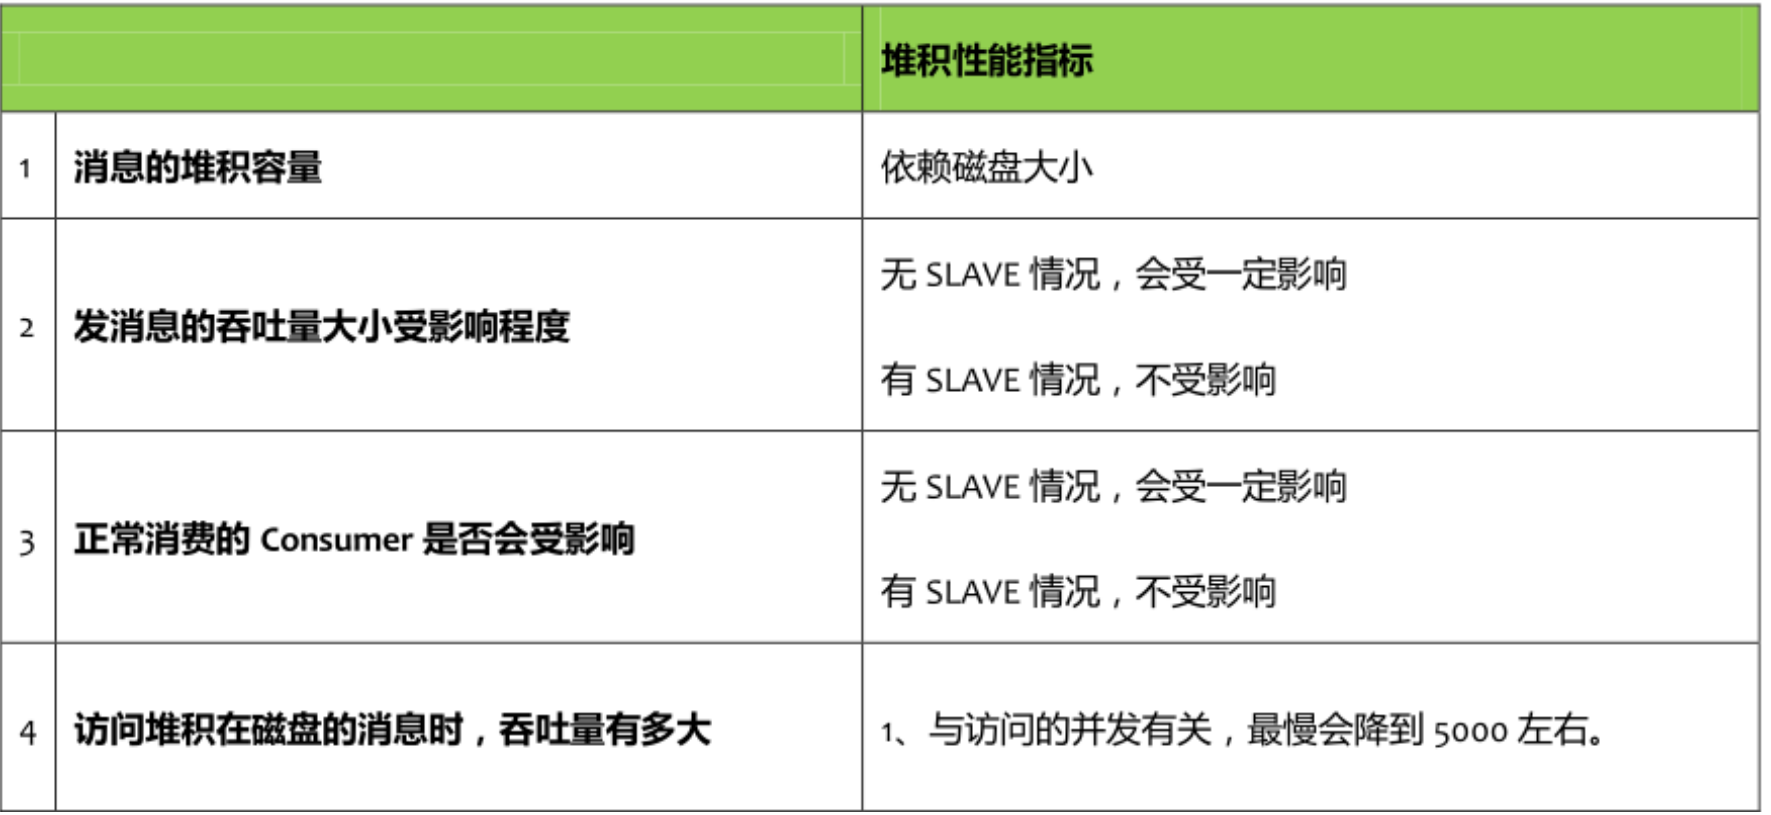 堆积性能指标
1 消息的堆积容量 依赖磁盘大小
2 发消息的吞吐量大小受影响程度 无 SLAVE 情况，会受一定影响
有 SLAVE 情况，不受影响
3 正常消费的 Consumer 是否会受影响 无 SLAVE 情况，会受一定影响
有 SLAVE 情况，不受影响
4 访问堆积在磁盘的消息时，吞吐量有多大 1、与访问的并发有关，最慢会降到 5000 左右。